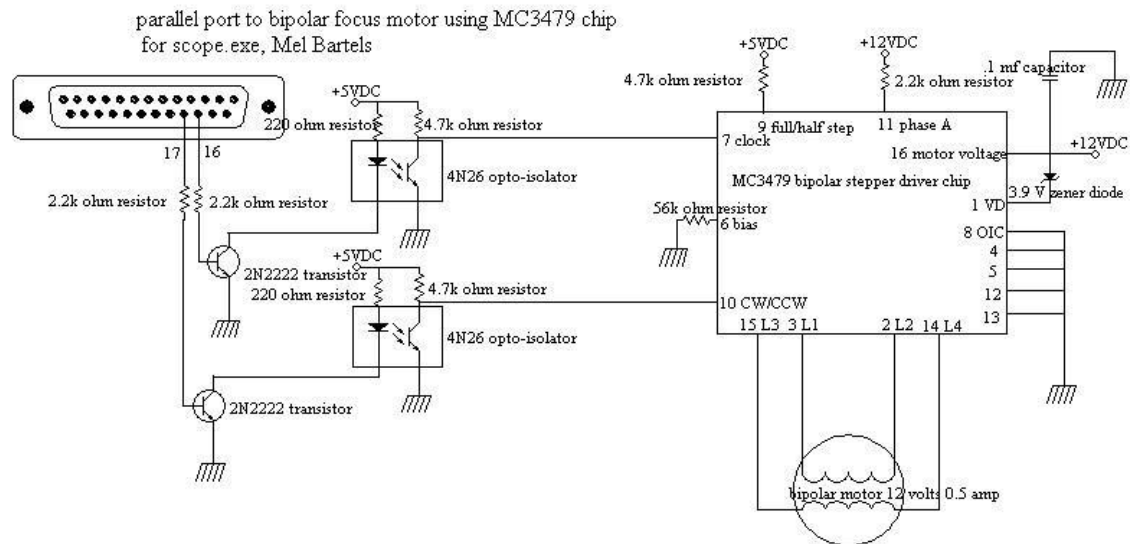 parallel port to bipolar focus motor using MC3479 chip
for scope.exe, Mel Bartels
+5VDC
+12VDC
.1 mf capacitor
4.7k ohm resistor
2.2k ohm resistor
+5VDC
220 ohm resistor
4.7k ohm resistor
9 full/half step
11 phase A
7 clock
16 motor voltage
+12VDC
17
16
4N26 opto-isolator
MC3479 bipolar stepper driver chip
3.9 V zener diode
2.2k ohm resistor
2.2k ohm resistor
1 VD
56k ohm resistor
6 bias
8 OIC
4
5
12
13
+5VDC
2N2222 transistor
220 ohm resistor
4.7k ohm resistor
10 CW/CCW
15 L3
3 L1
2 L2
14 L4
4N26 opto-isolator
2N2222 transistor
bipolar motor 12 volts 0.5 amp